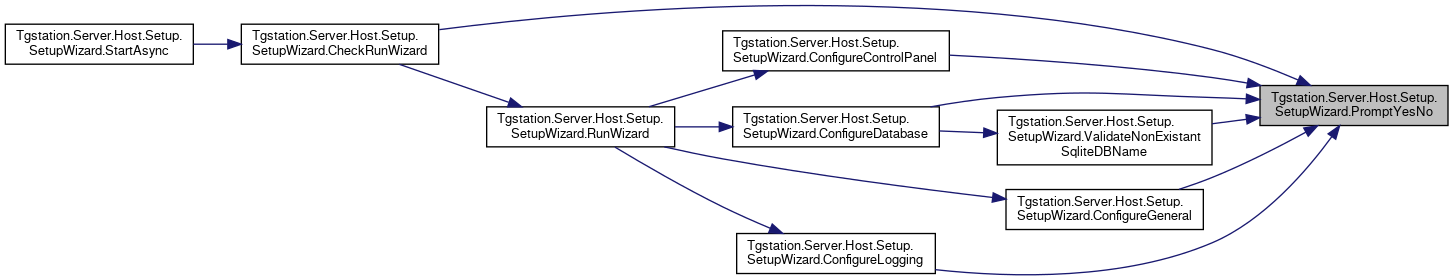 Tgstation.Server.Host.Setup.
SetupWizard.StartAsync
Tgstation.Server.Host.Setup.
SetupWizard.CheckRunWizard
Tgstation.Server.Host.Setup.
SetupWizard.RunWizard
Tgstation.Server.Host.Setup.
SetupWizard.ConfigureControlPanel
Tgstation.Server.Host.Setup.
SetupWizard.ConfigureDatabase
Tgstation.Server.Host.Setup.
SetupWizard.ValidateNonExistant
SqliteDBName
Tgstation.Server.Host.Setup.
SetupWizard.ConfigureGeneral
Tgstation.Server.Host.Setup.
SetupWizard.ConfigureLogging
Tgstation.Server.Host.Setup.
SetupWizard.PromptYesNo